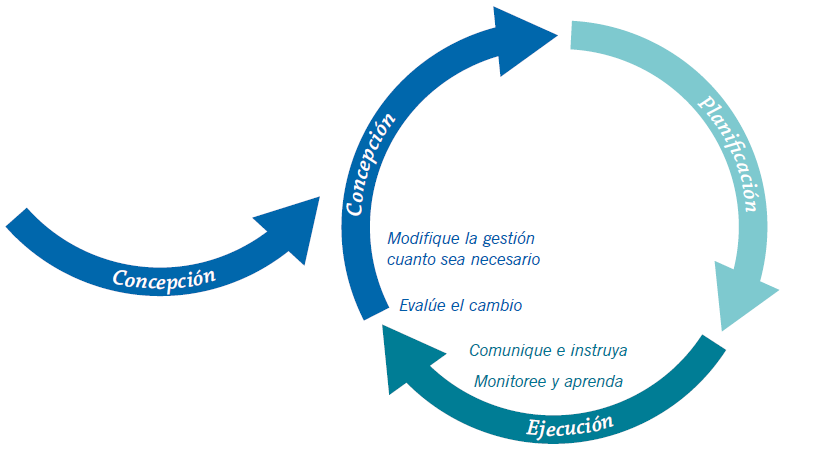 Concepción
Concepción
Planificación
Modifique la gestión
cuanto sea necesario
Evalúe el cambio
Comunique e instruya
Monitoree y aprenda
Ejecución